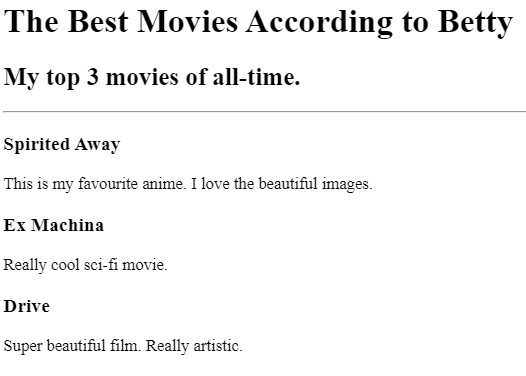 The Best Movies According to Betty
My top 3 movies of all-time.
Spirited Away
This is my favourite anime. I love the beautiful images.
Ex Machina
Really cool sci-fi movie.
Drive
Super beautiful film. Really artistic.